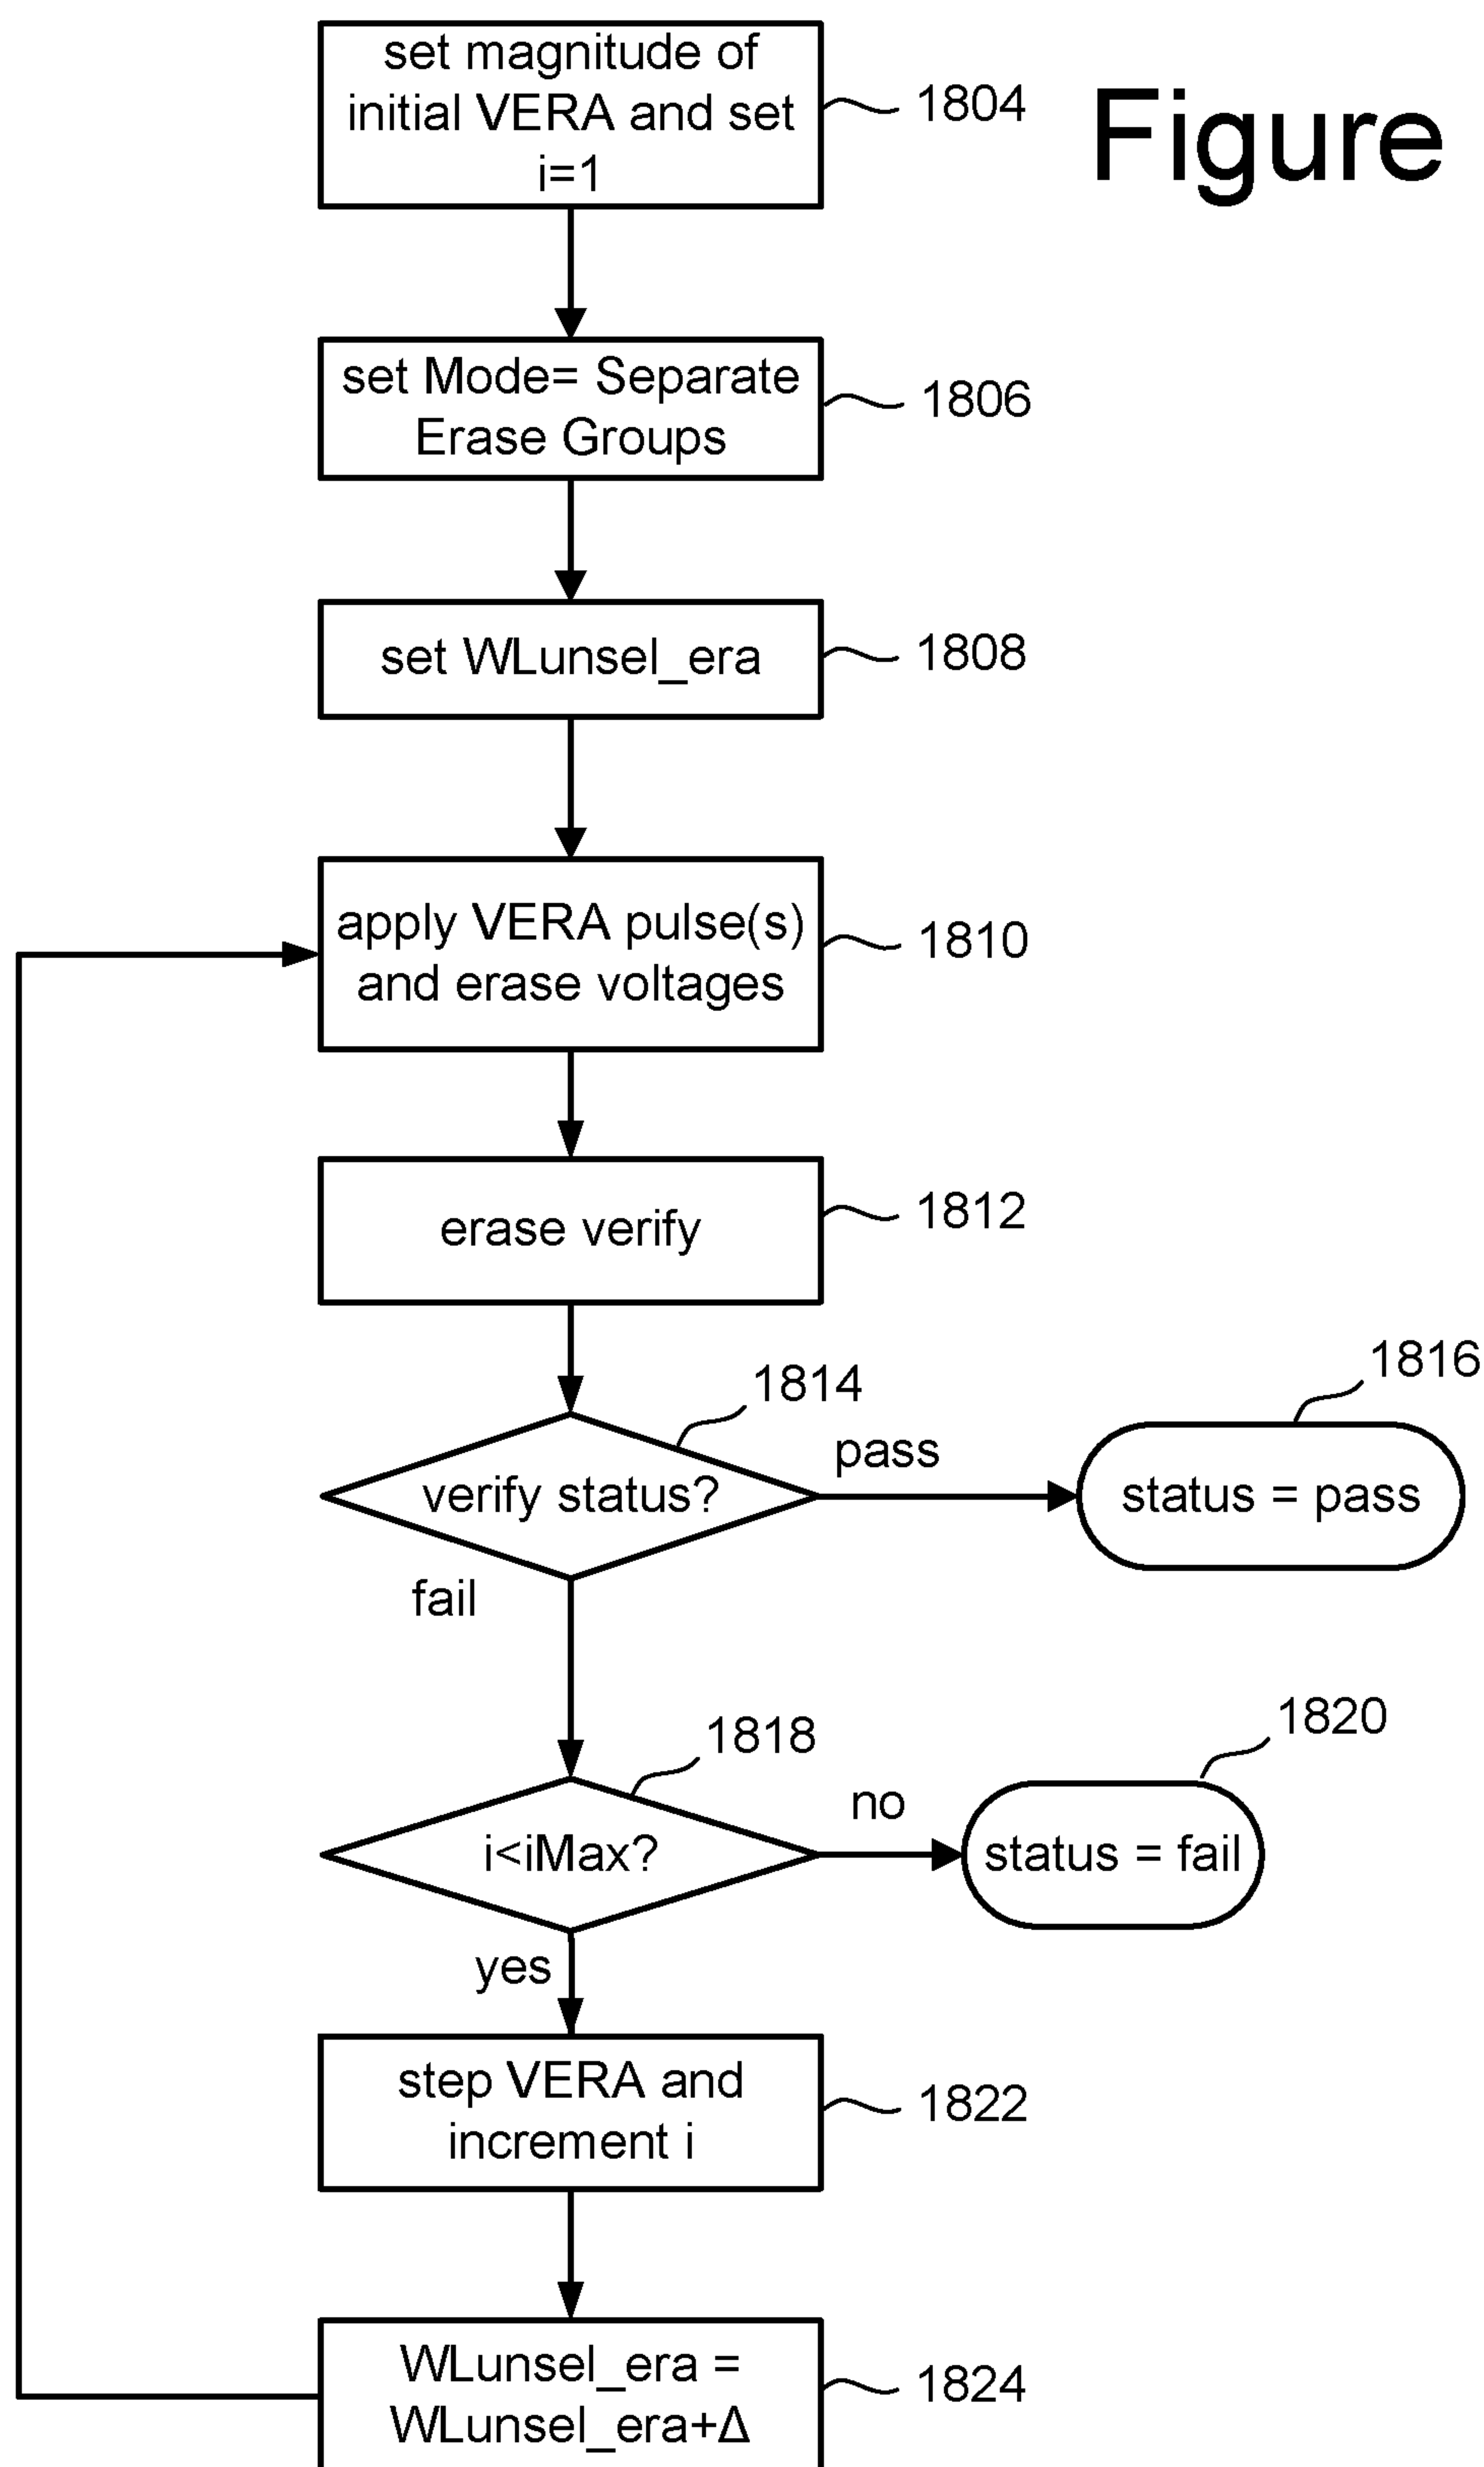 set magnitude of
initial VERA and set
i=1
1804
Figure
set Mode= Separate
Erase Groups
1806
set WLunsel_era
1808
apply VERA pulse(s)
and erase voltages
1810
erase verify
1812
1814
verify status?
pass
1816
status = pass
fail
1818
i<iMax?
no
1820
status = fail
yes
step VERA and
increment i
1822
WLunsel_era =
WLunsel_era+Δ
1824